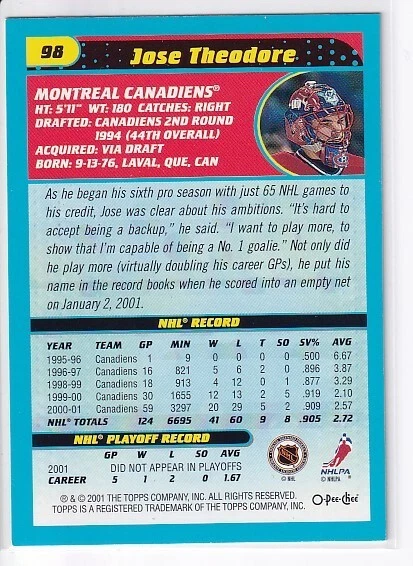 98
Jose Theodore
MONTREAL CANADIENS®
HT: 5'11" WT: 180 CATCHES: RIGHT
DRAFTED: CANADIENS 2ND ROUND
1994 (44TH OVERALL)
ACQUIRED: VIA DRAFT
BORN: 9-13-76, LAVAL, QUE, CAN
As he began his sixth pro season with just 65 NHL games to
his credit, Jose was clear about his ambitions. "It's hard to
accept being a backup," he said. "I want to play more, to
show that I'm capable of being a No. 1 goalie." Not only did
he play more (virtually doubling his career GPs), he put his
name in the record books when he scored into an empty net
on January 2, 2001.
NHL® RECORD
YEAR TEAM GP MIN W L T SO SV% AVG
1995-96 Canadiens 1 9 0 0 0 0 .500 6.67
1996-97 Canadiens 16 821 5 6 2 0 .896 3.87
1998-99 Canadiens 18 913 4 12 0 1 .877 3.29
1999-00 Canadiens 30 1655 12 13 2 5 .919 2.10
2000-01 Canadiens 59 3297 20 29 5 2 .909 2.57
NHL® TOTALS 124 6695 41 60 9 8 .905 2.72
NHL® PLAYOFF RECORD
GP W L SO AVG
2001 DID NOT APPEAR IN PLAYOFFS
CAREER 5 1 2 0 1.67
NHL
© NHL
NHLPA
© NHLPA
® & © 2001 THE TOPPS COMPANY, INC. ALL RIGHTS RESERVED.
TOPPS IS A REGISTERED TRADEMARK OF THE TOPPS COMPANY, INC.
O-Pee-Chee